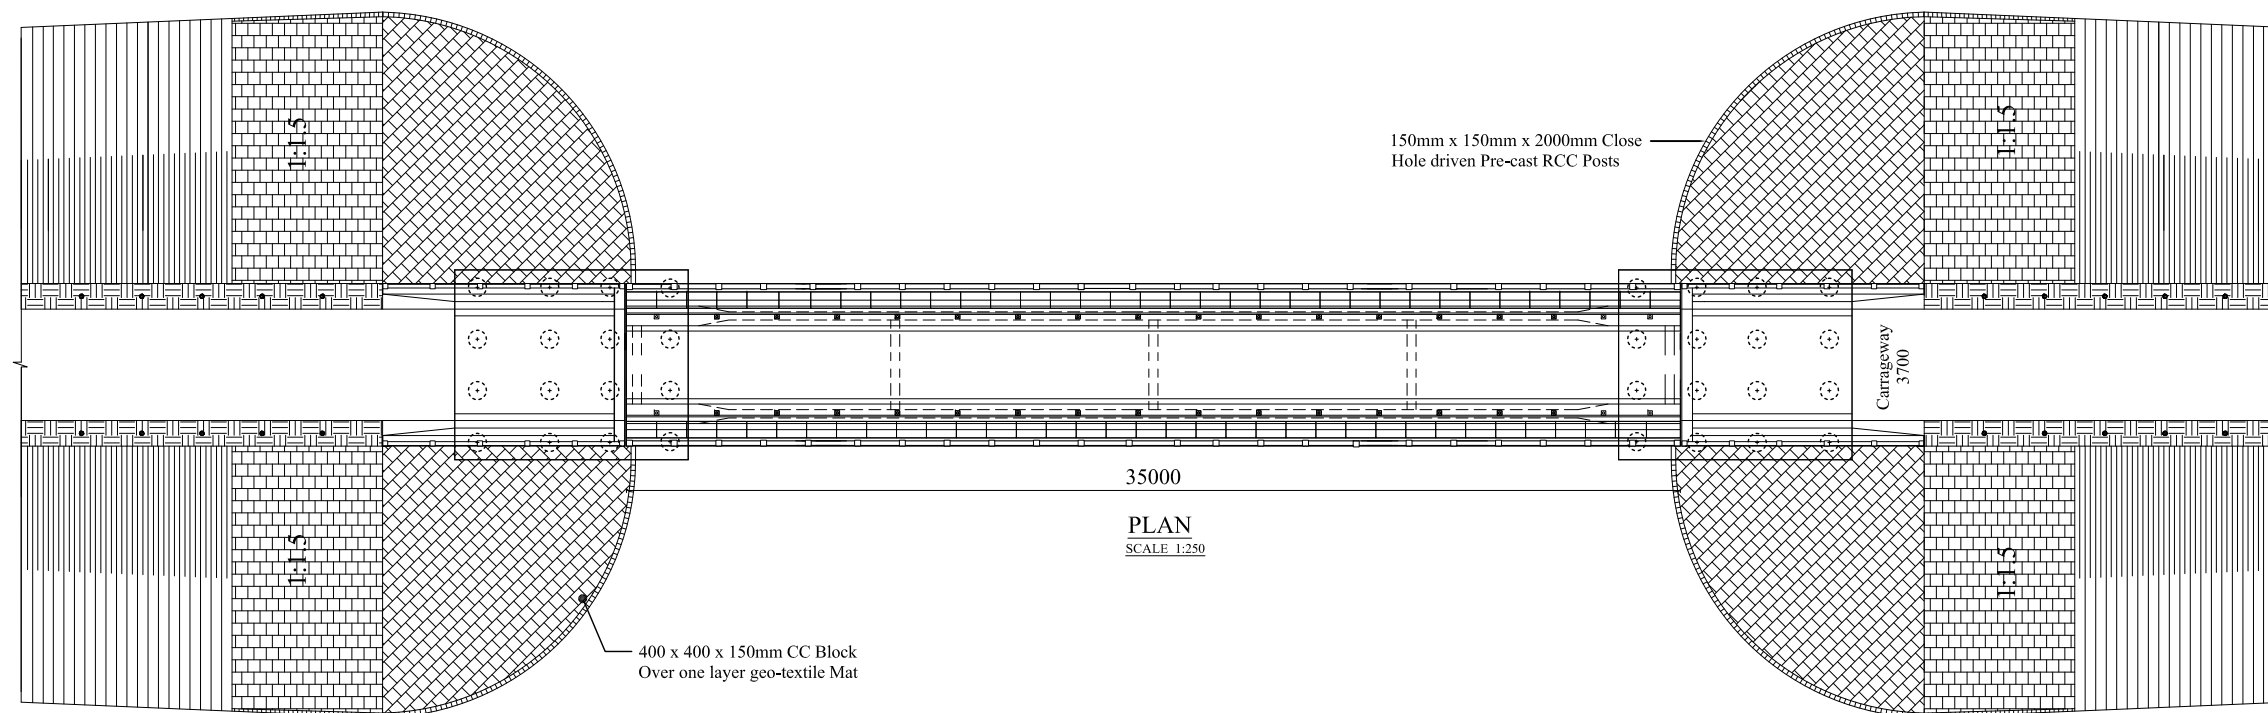 1:1.5
150mm x 150mm x 2000mm Close
Hole driven Pre-cast RCC Posts
1:1.5
Carrageway
3700
35000
PLAN
SCALE 1:250
1:1.5
1:1.5
400 x 400 x 150mm CC Block
Over one layer geo-textile Mat